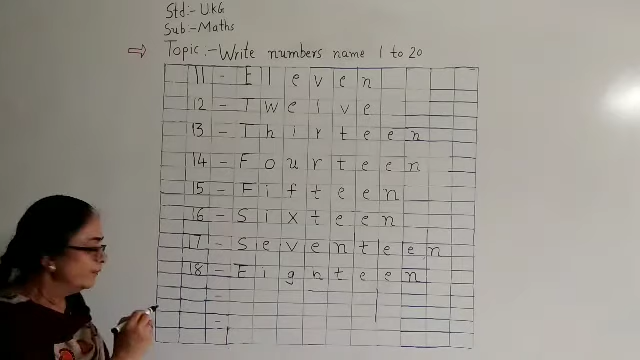 Std:- UKG
Sub:- Maths
⇒ Topic:- Write numbers name 1 to 20
11 - Eleven
12 - Twelve
13 - Thirteen
14 - Fourteen
15 - Fifteen
16 - Sixteen
17 - Seventeen
18 - Eighteen
-
-